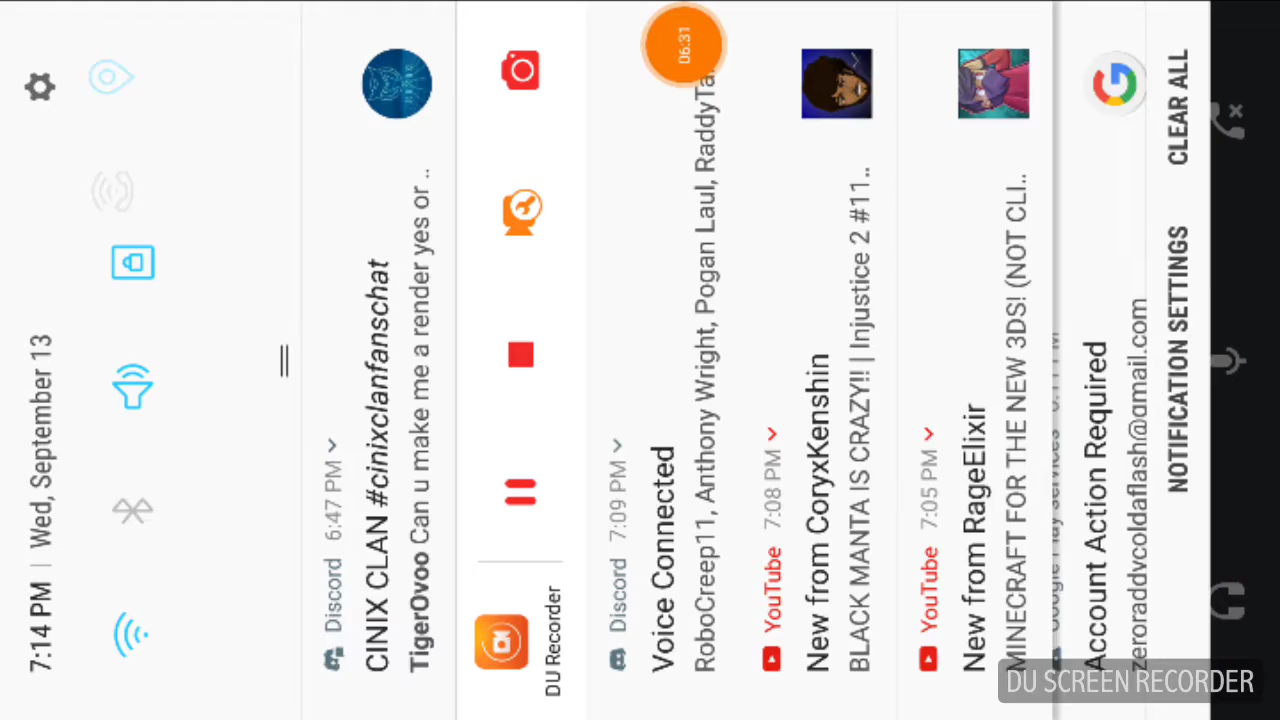 7:14 PM | Wed, September 13
Discord 6:47 PM
CINIX CLAN #cinixclanfanschat
TigerOvoo Can u make me a render yes or ..
DU Recorder
06:31
Discord 7:09 PM
Voice Connected
RoboCreep11, Anthony Wright, Pogan Laul, RaddyTa
YouTube 7:08 PM
New from CoryxKenshin
BLACK MANTA IS CRAZY!! | Injustice 2 #11..
YouTube 7:05 PM
New from RageElixir
MINECRAFT FOR THE NEW 3DS! (NOT CLI..
Google Play services
Account Action Required
zeroraddvcoldaflash@gmail.com
NOTIFICATION SETTINGS CLEAR ALL
DU SCREEN RECORDER